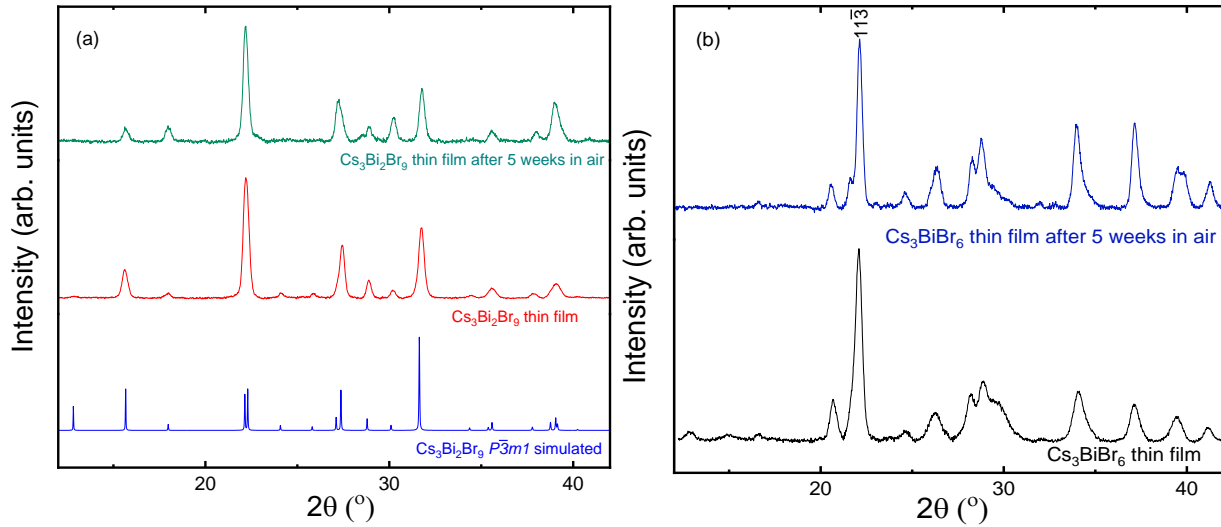 (a)
Intensity (arb. units)
Cs₃Bi₂Br₉ thin film after 5 weeks in air
Cs₃Bi₂Br₉ thin film
Cs₃Bi₂Br₉ P3̅m1 simulated
20 30 40
2θ (°)
(b)
113̅
Intensity (arb. units)
Cs₃BiBr₆ thin film after 5 weeks in air
Cs₃BiBr₆ thin film
20 30 40
2θ (°)